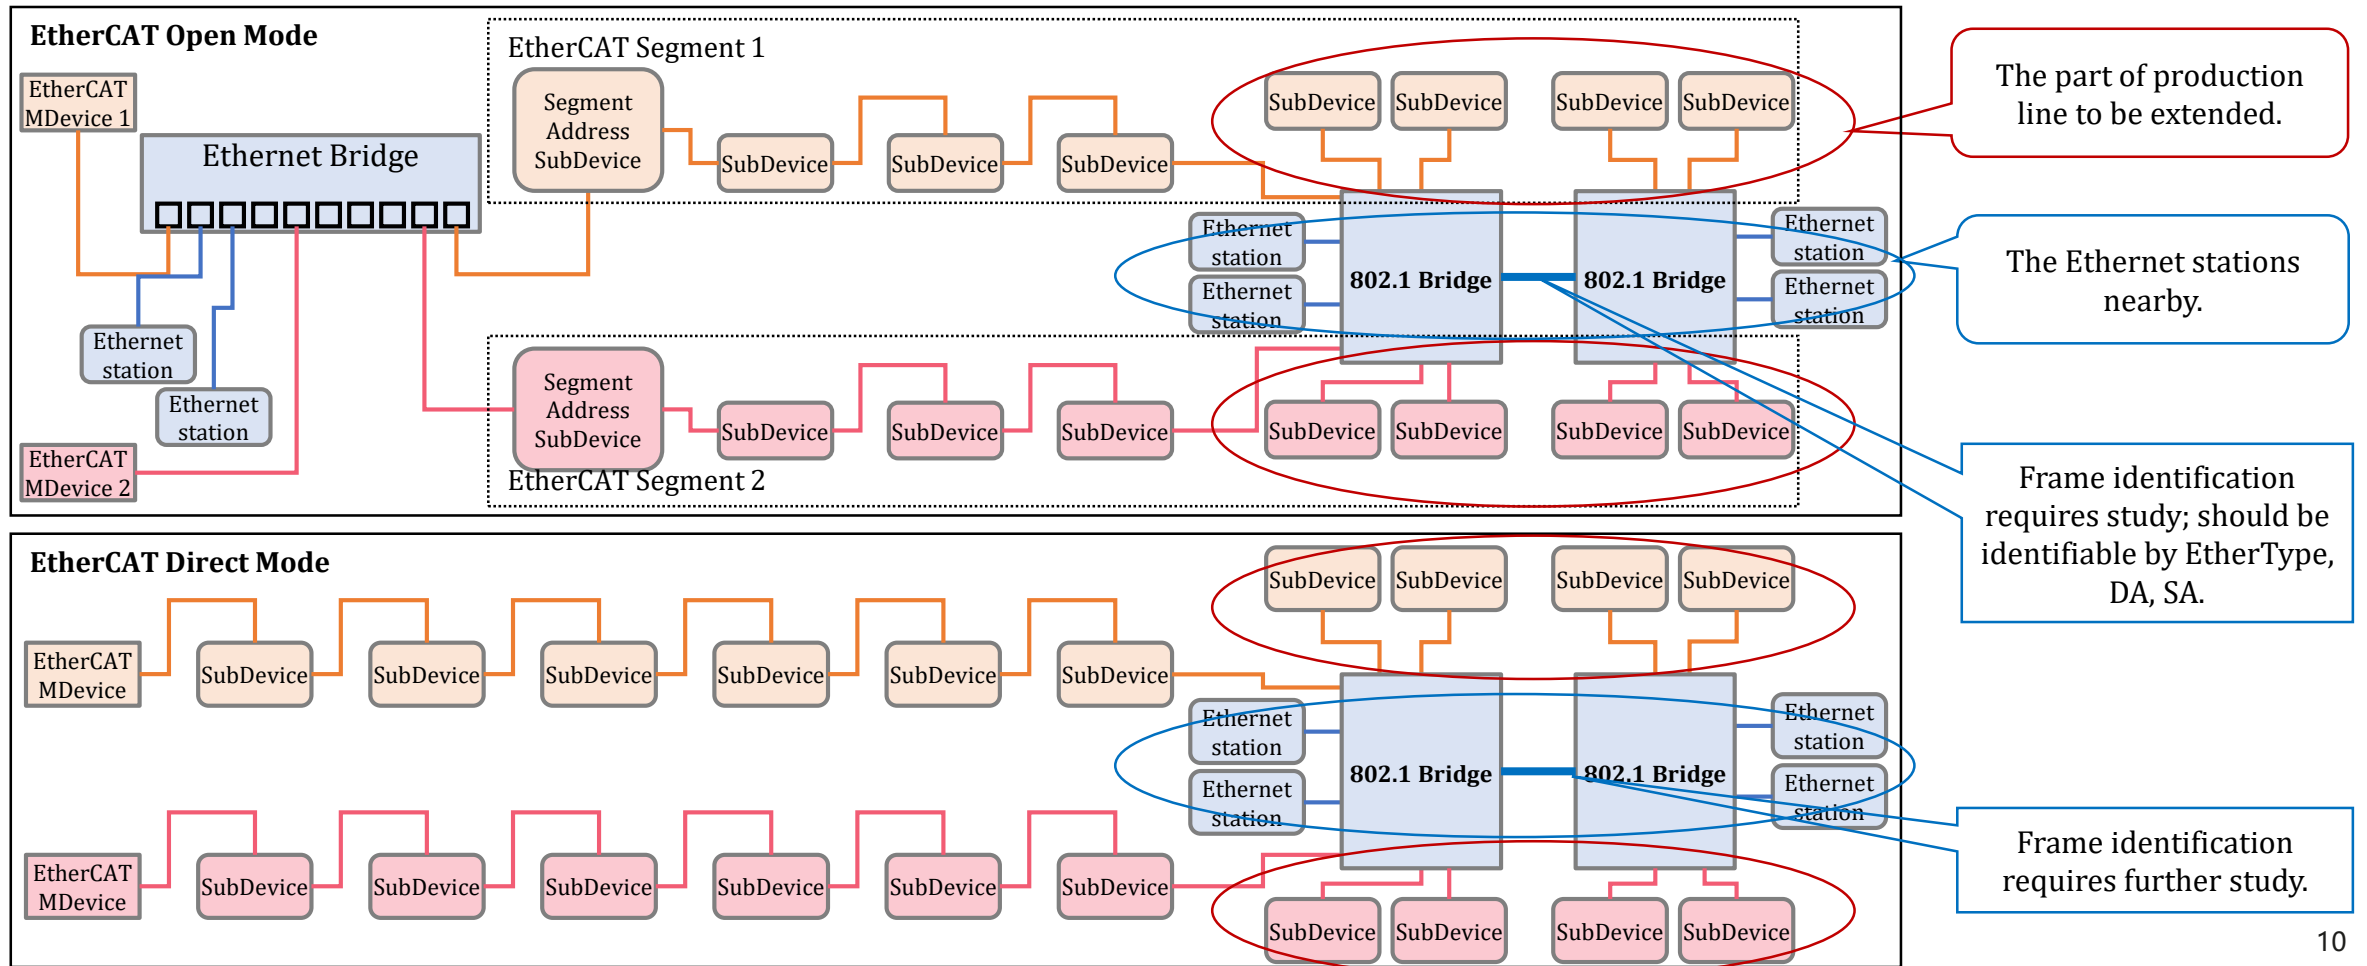 EtherCAT Open Mode
EtherCAT
MDevice 1
Ethernet Bridge
Ethernet
station
Ethernet
station
EtherCAT
MDevice 2
EtherCAT Segment 1
Segment
Address
SubDevice
SubDevice
SubDevice
SubDevice
SubDevice
SubDevice
SubDevice
SubDevice
Ethernet
station
Ethernet
station
802.1 Bridge
802.1 Bridge
Ethernet
station
Ethernet
station
Segment
Address
SubDevice
EtherCAT Segment 2
SubDevice
SubDevice
SubDevice
SubDevice
SubDevice
SubDevice
SubDevice
The part of production
line to be extended.
The Ethernet stations
nearby.
Frame identification
requires study; should be
identifiable by EtherType,
DA, SA.
EtherCAT Direct Mode
EtherCAT
MDevice
SubDevice
SubDevice
SubDevice
SubDevice
SubDevice
SubDevice
SubDevice
SubDevice
SubDevice
SubDevice
Ethernet
station
Ethernet
station
802.1 Bridge
802.1 Bridge
Ethernet
station
Ethernet
station
EtherCAT
MDevice
SubDevice
SubDevice
SubDevice
SubDevice
SubDevice
SubDevice
SubDevice
SubDevice
SubDevice
SubDevice
Frame identification
requires further study.
10